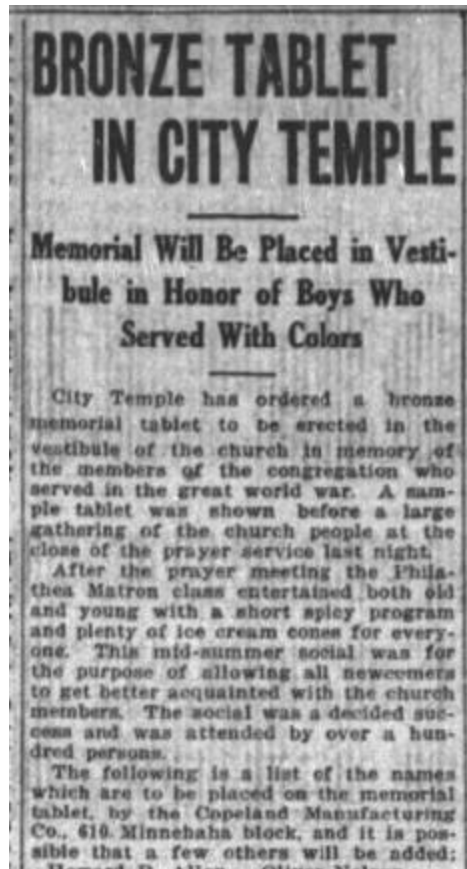 BRONZE TABLET
IN CITY TEMPLE
Memorial Will Be Placed in Vesti-
bule in Honor of Boys Who
Served With Colors
City Temple has ordered a bronze
memorial tablet to be erected in the
vestibule of the church in memory of
the members of the congregation who
served in the great world war. A sam-
ple tablet was shown before a large
gathering of the church people at the
close of the prayer service last night.
After the prayer meeting the Phila-
thea Matron class entertained both old
and young with a short spicy program
and plenty of ice cream cones for every-
one. This mid-summer social was for
the purpose of allowing all newcomers
to get better acquainted with the church
members. The social was a decided suc-
cess and was attended by over a hun-
dred persons.
The following is a list of the names
which are to be placed on the memorial
tablet, by the Copeland Manufacturing
Co., 610. Minnehaha block, and it is pos-
sible that a few others will be added: